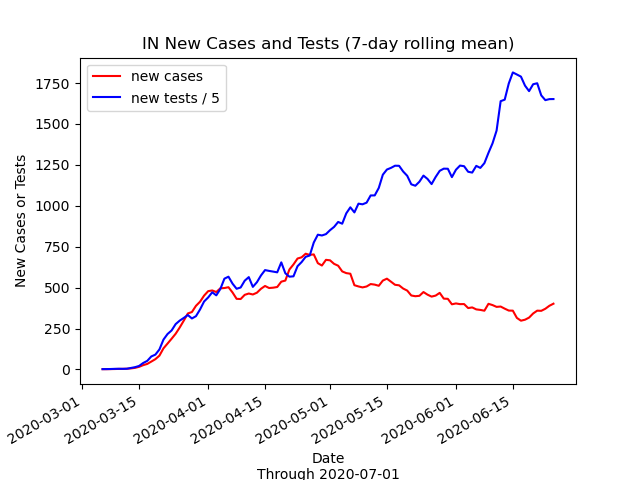 IN New Cases and Tests (7-day rolling mean)
new cases
new tests / 5
1750
1500
1250
1000
750
500
250
0
New Cases or Tests
2020-03-01
2020-03-15
2020-04-01
2020-04-15
2020-05-01
2020-05-15
2020-06-01
2020-06-15
Date
Through 2020-07-01